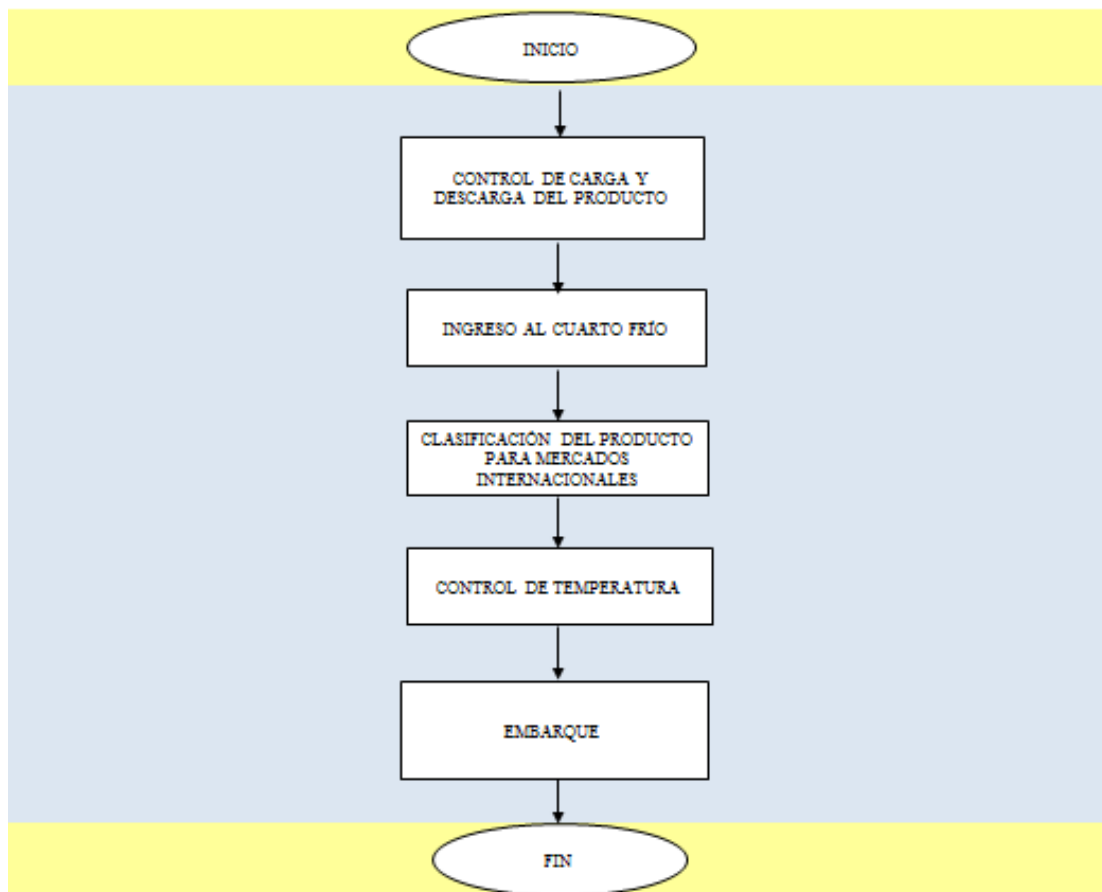 INICIO
CONTROL DE CARGA Y
DESCARGA DEL PRODUCTO
INGRESO AL CUARTO FRÍO
CLASIFICACIÓN DEL PRODUCTO
PARA MERCADOS
INTERNACIONALES
CONTROL DE TEMPERATURA
EMBARQUE
FIN